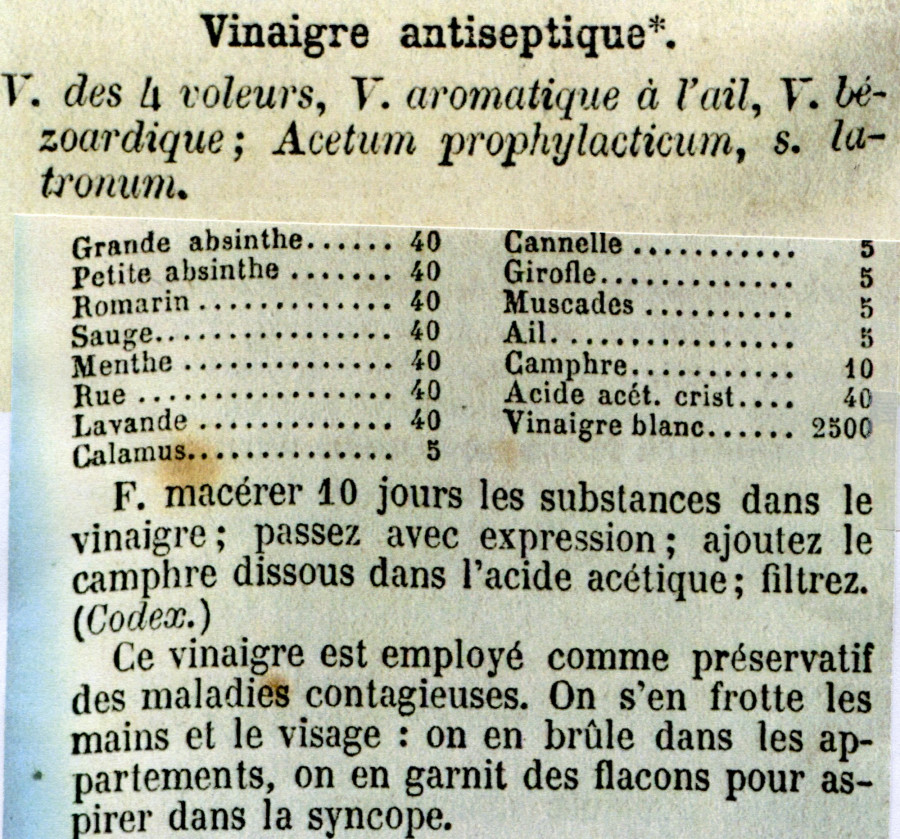 Vinaigre antiseptique*.
V. des 4 voleurs, V. aromatique à l'ail, V. bé-
zoardique; Acetum prophylacticum, s. la-
tronum.
Grande absinthe...... 40
Petite absinthe ....... 40
Romarin ............. 40
Sauge................ 40
Menthe .............. 40
Rue ................. 40
Lavande ............. 40
Calamus.............. 5
Cannelle ........... 5
Girofle............. 5
Muscades .......... 5
Ail. ............... 5
Camphre........... 10
Acide acét. crist.... 40
Vinaigre blanc...... 2500
F. macérer 10 jours les substances dans le
vinaigre; passez avec expression; ajoutez le
camphre dissous dans l'acide acétique; filtrez.
(Codex.)
Ce vinaigre est employé comme préservatif
des maladies contagieuses. On s'en frotte les
mains et le visage : on en brûle dans les ap-
partements, on en garnit des flacons pour as-
pirer dans la syncope.